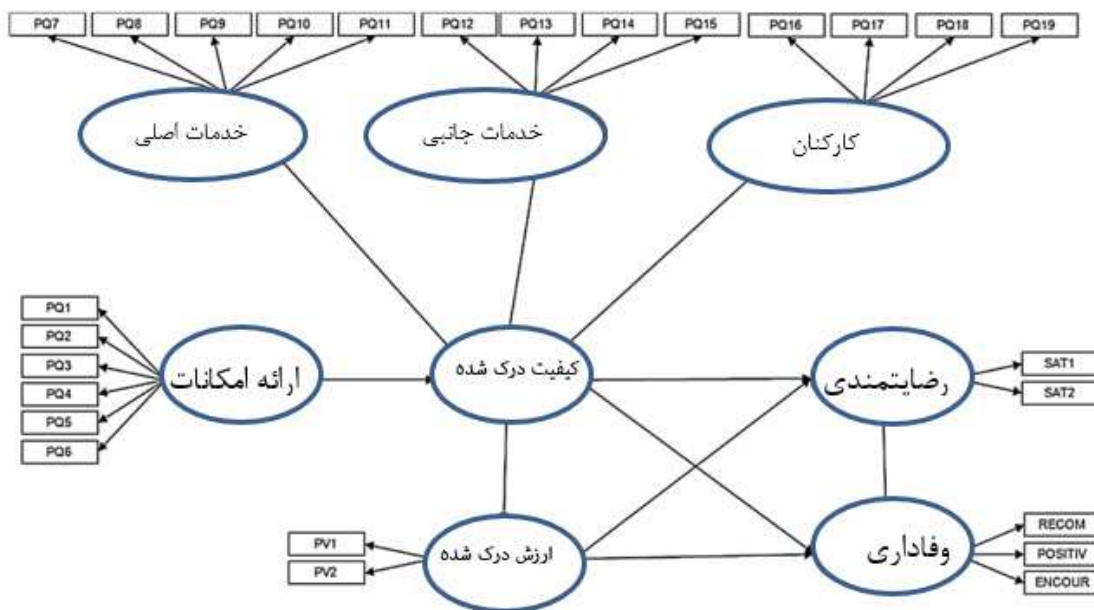 PQ7 PQ8 PQ9 PQ10 PQ11 PQ12 PQ13 PQ14 PQ15 PQ16 PQ17 PQ18 PQ19
خدمات اصلی
خدمات جانبی
کارکنان
PQ1
PQ2
PQ3
PQ4
PQ5
PQ6
ارائه امکانات
کیفیت درک شده
رضایتمندی
SAT1
SAT2
PV1
PV2
ارزش درک شده
وفاداری
RECOM
POSITIV
ENCOUR